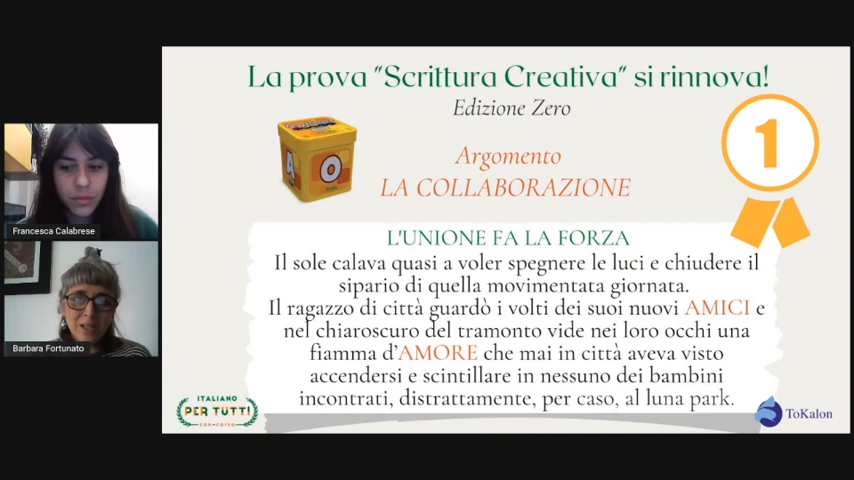 La prova "Scrittura Creativa" si rinnova!
Edizione Zero
1
Argomento
LA COLLABORAZIONE
A
O
L'UNIONE FA LA FORZA
Il sole calava quasi a voler spegnere le luci e chiudere il
sipario di quella movimentata giornata.
Il ragazzo di città guardò i volti dei suoi nuovi AMICI e
nel chiaroscuro del tramonto vide nei loro occhi una
fiamma d'AMORE che mai in città aveva visto
accendersi e scintillare in nessuno dei bambini
incontrati, distrattamente, per caso, al luna park.
Francesca Calabrese
Barbara Fortunato
ITALIANO
PER TUTTI
CON-CORSO
ToKalon